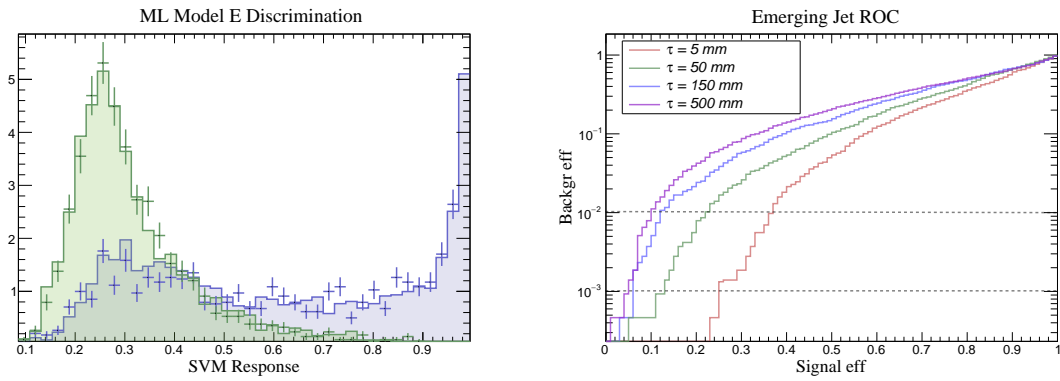 ML Model E Discrimination
5
4
3
2
1
0.1 0.2 0.3 0.4 0.5 0.6 0.7 0.8 0.9
SVM Response
Emerging Jet ROC
τ = 5 mm
τ = 50 mm
τ = 150 mm
τ = 500 mm
Backgr eff
1
10⁻¹
10⁻²
10⁻³
0 0.1 0.2 0.3 0.4 0.5 0.6 0.7 0.8 0.9 1
Signal eff